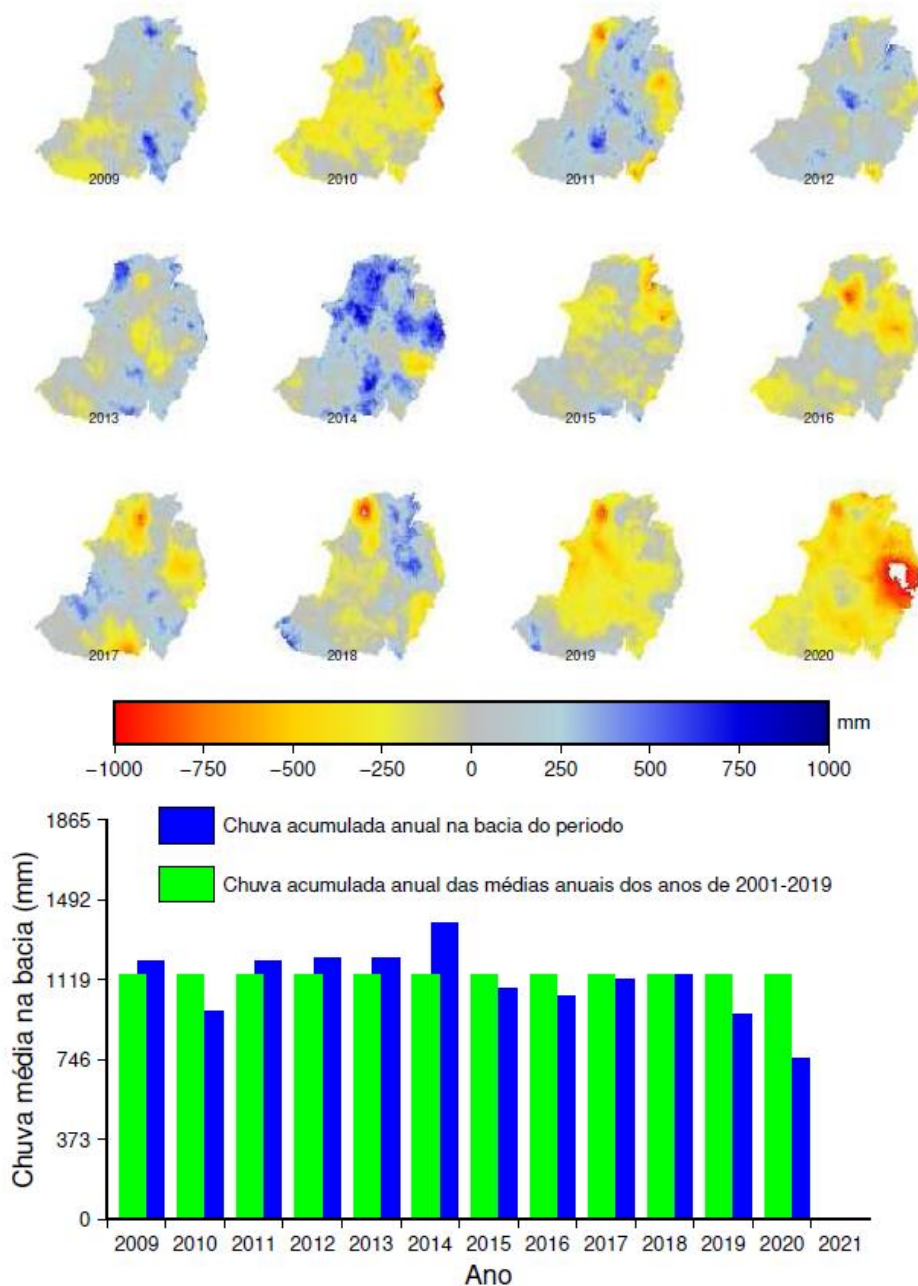 2009 2010 2011 2012
2013 2014 2015 2016
2017 2018 2019 2020
mm
−1000 −750 −500 −250 0 250 500 750 1000
Chuva média na bacia (mm)
1865
1492
1119
746
373
0
Chuva acumulada anual na bacia do periodo
Chuva acumulada anual das médias anuais dos anos de 2001-2019
2009 2010 2011 2012 2013 2014 2015 2016 2017 2018 2019 2020 2021
Ano